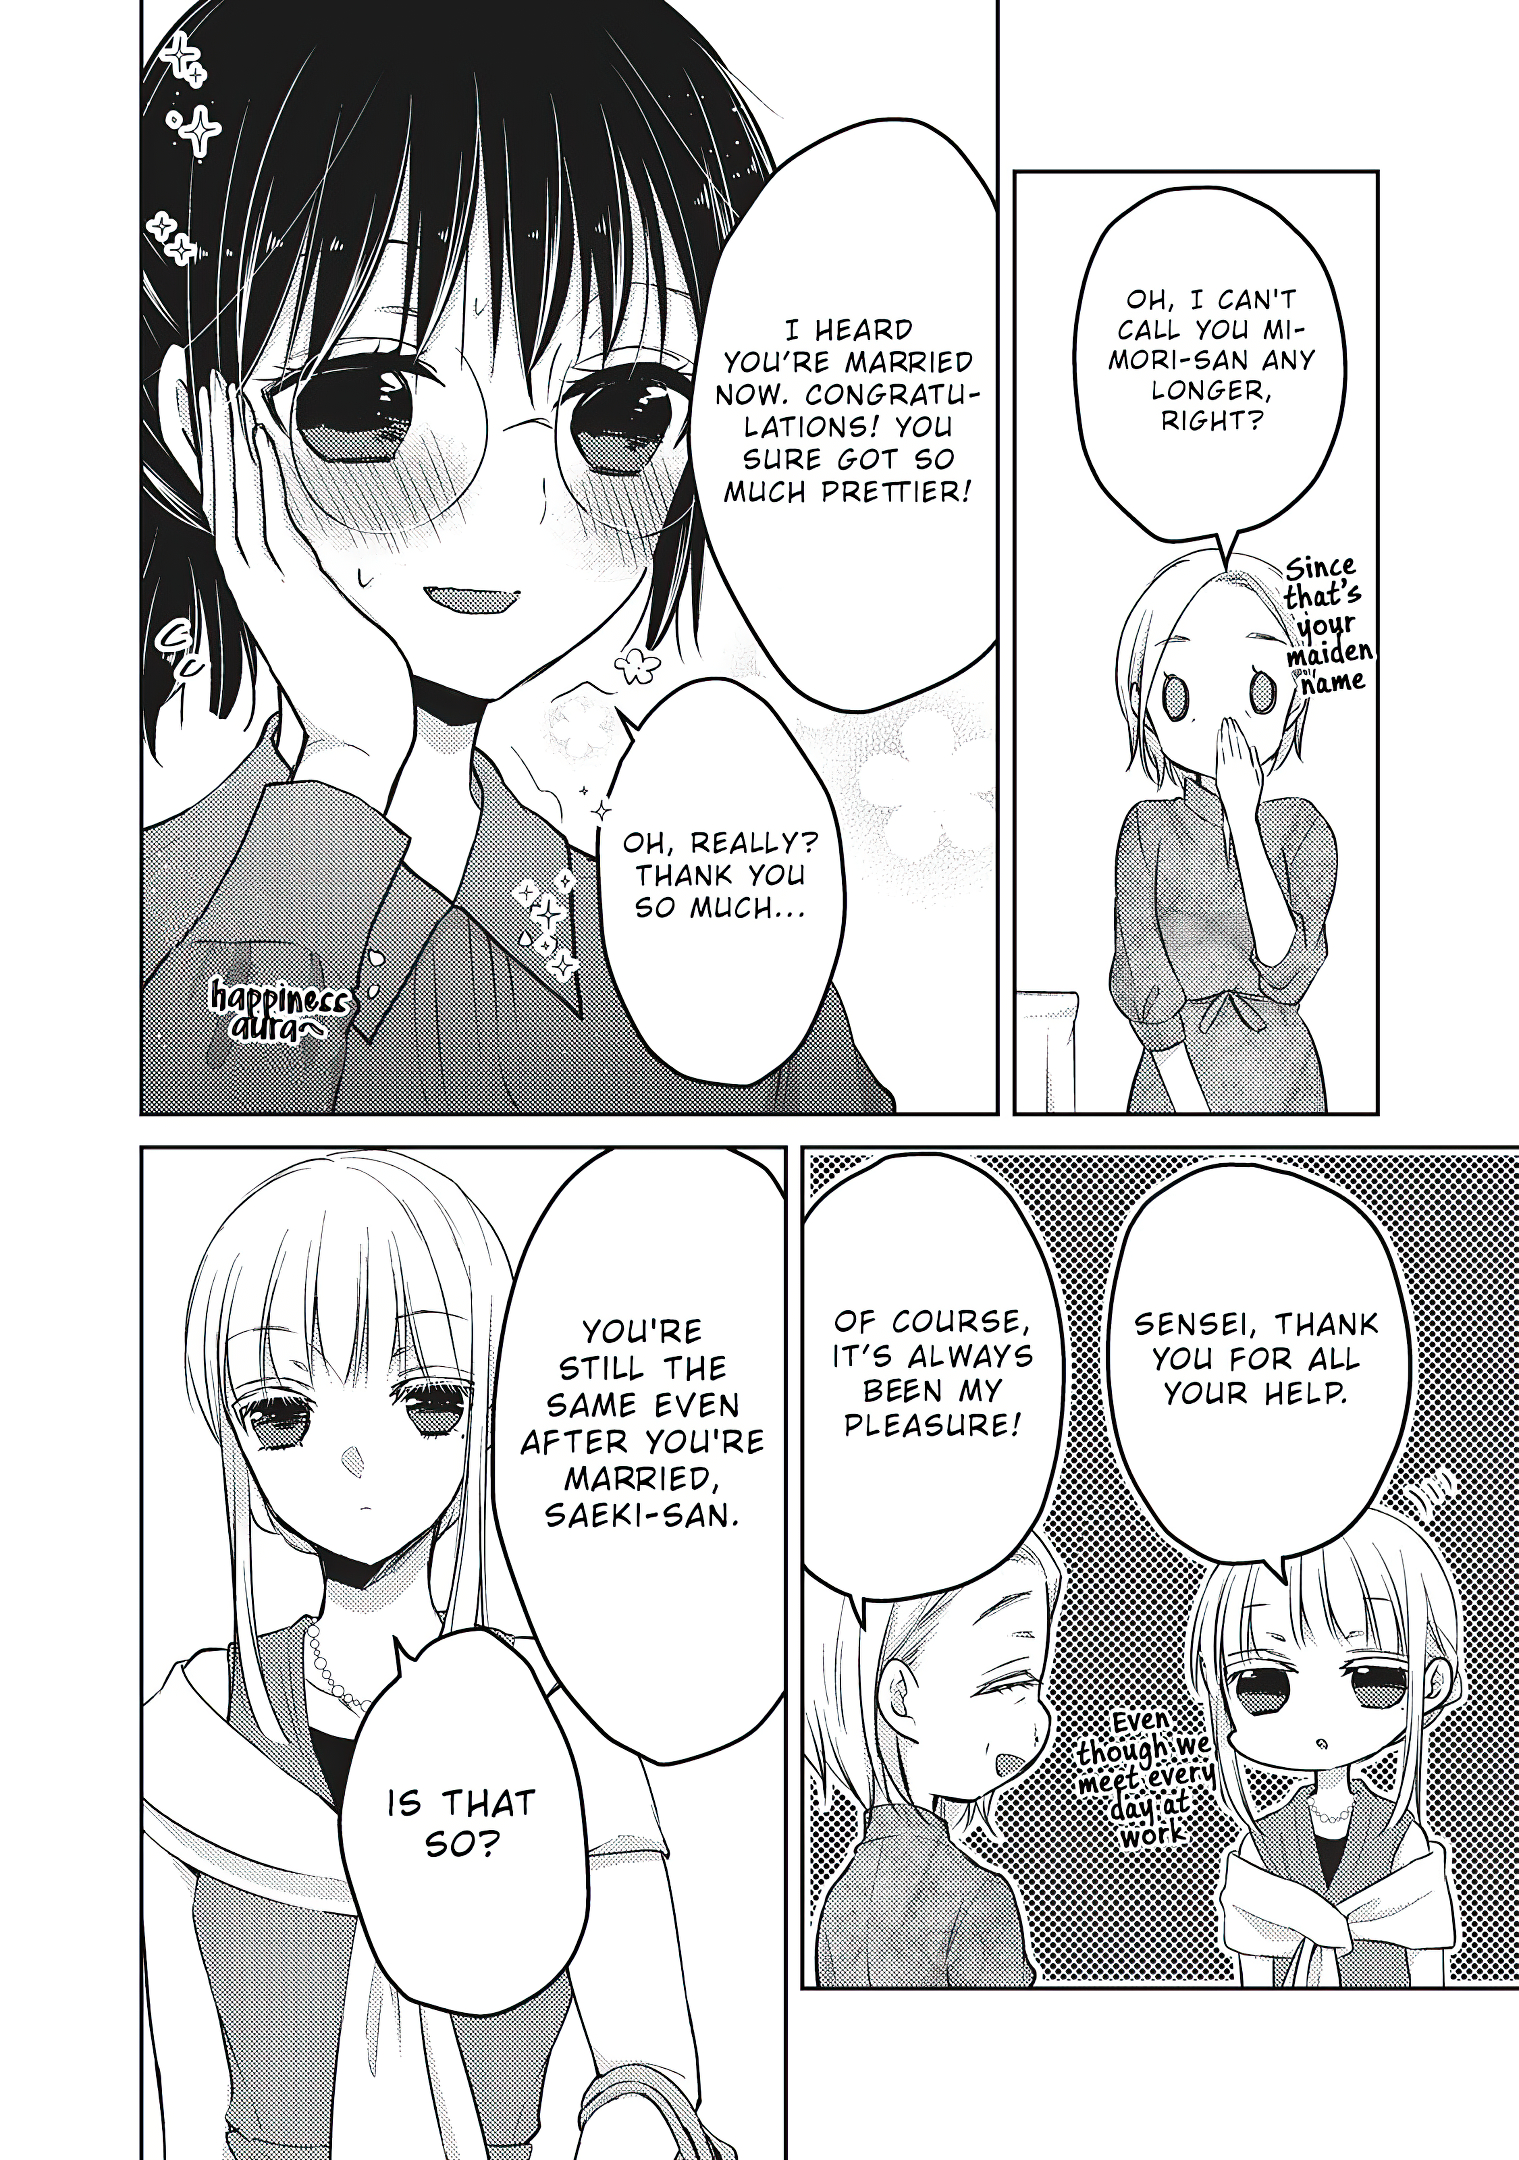 OH, I CAN'T
CALL YOU MI-
MORI-SAN ANY
LONGER,
RIGHT?
Since
that's
your
maiden
name
I HEARD
YOU'RE MARRIED
NOW. CONGRATU-
LATIONS! YOU
SURE GOT SO
MUCH PRETTIER!
OH, REALLY?
THANK YOU
SO MUCH...
happiness
aura~
SENSEI, THANK
YOU FOR ALL
YOUR HELP.
OF COURSE,
IT'S ALWAYS
BEEN MY
PLEASURE!
Even
though we
meet every
day at
work
YOU'RE
STILL THE
SAME EVEN
AFTER YOU'RE
MARRIED,
SAEKI-SAN.
IS THAT
SO?